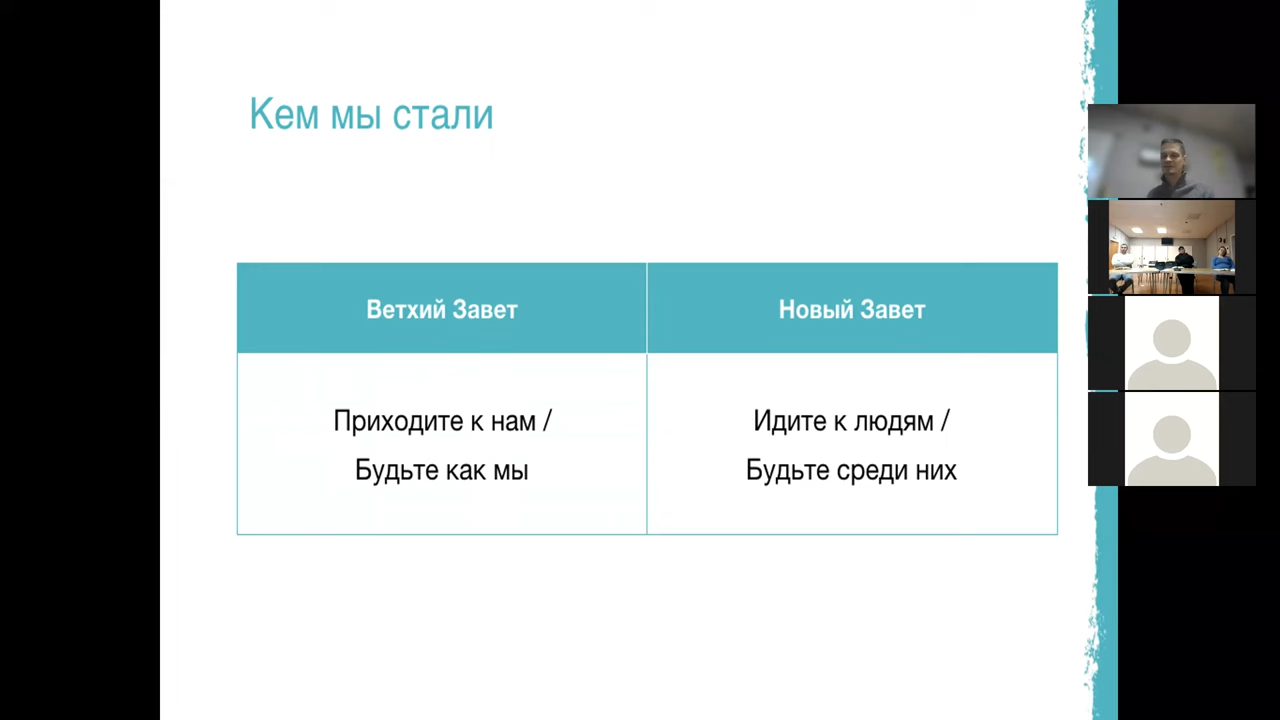 Кем мы стали
Ветхий Завет
Новый Завет
Приходите к нам /
Будьте как мы
Идите к людям /
Будьте среди них